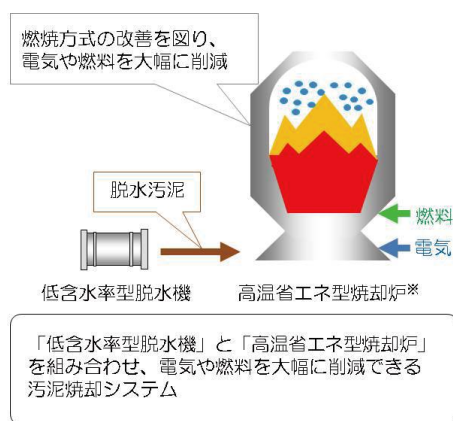 燃焼方式の改善を図り、
電気や燃料を大幅に削減
脱水汚泥
燃料
電気
低含水率型脱水機
高温省エネ型焼却炉※
「低含水率型脱水機」と「高温省エネ型焼却炉」
を組み合わせ、電気や燃料を大幅に削減できる
汚泥焼却システム